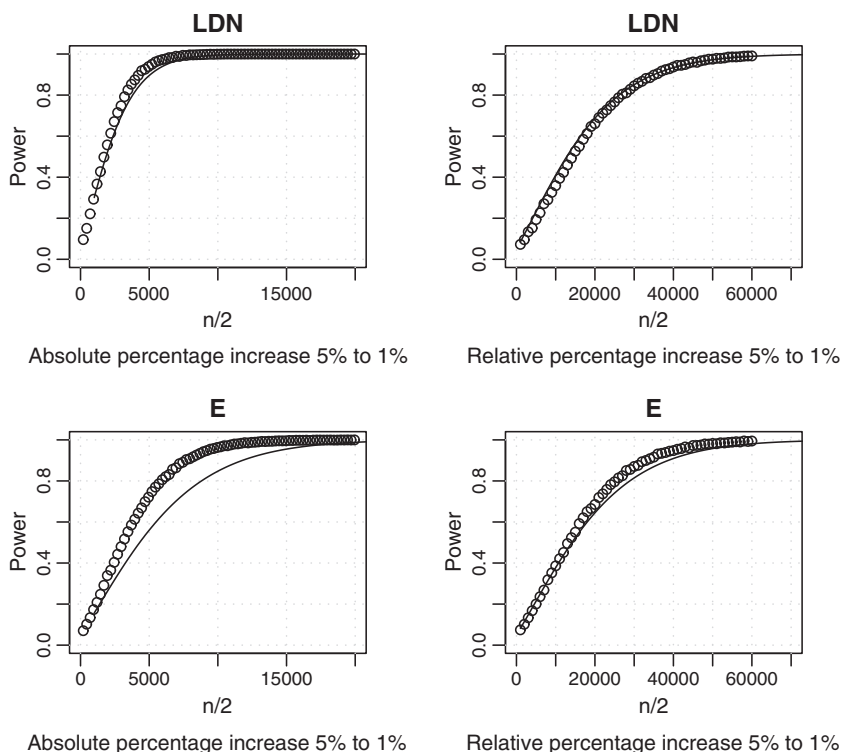 LDN
Power
0.0 0.4 0.8
0 5000 15000
n/2
Absolute percentage increase 5% to 1%
LDN
Power
0.0 0.4 0.8
0 20000 40000 60000
n/2
Relative percentage increase 5% to 1%
E
Power
0.0 0.4 0.8
0 5000 15000
n/2
Absolute percentage increase 5% to 1%
E
Power
0.0 0.4 0.8
0 20000 40000 60000
n/2
Relative percentage increase 5% to 1%